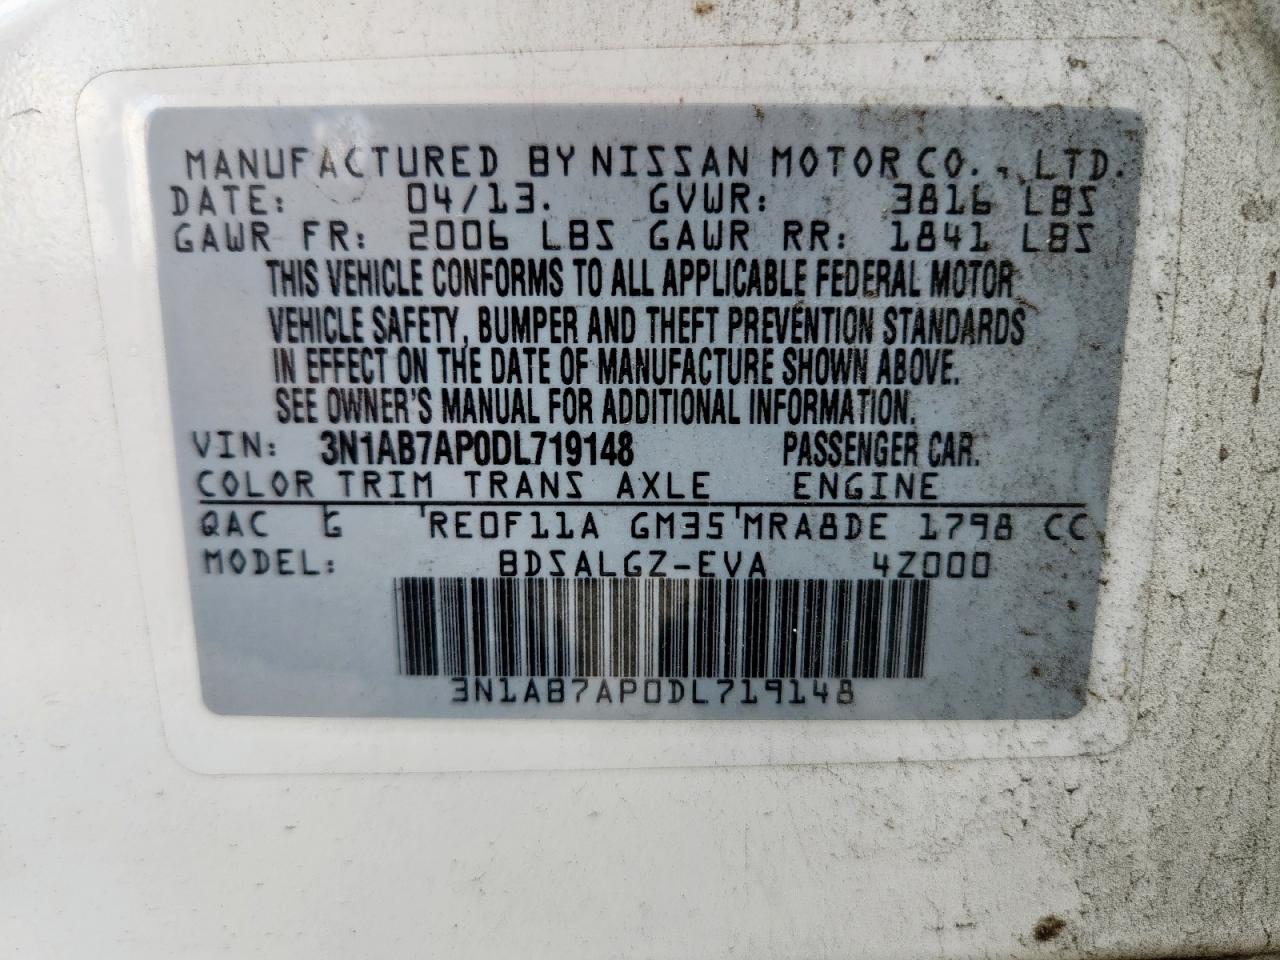 MANUFACTURED BY NISSAN MOTOR CO., LTD.
DATE: 04/13. GVWR: 3816 LBS
GAWR FR: 2006 LBS GAWR RR: 1841 LBS
THIS VEHICLE CONFORMS TO ALL APPLICABLE FEDERAL MOTOR
VEHICLE SAFETY, BUMPER AND THEFT PREVENTION STANDARDS
IN EFFECT ON THE DATE OF MANUFACTURE SHOWN ABOVE.
SEE OWNER'S MANUAL FOR ADDITIONAL INFORMATION.
VIN: 3N1AB7AP0DL719148 PASSENGER CAR.
COLOR TRIM TRANS AXLE ENGINE
QAC G RE0F11A GM35 MRA8DE 1798 CC
MODEL: BDSALGZ-EVA 4Z000
3N1AB7AP0DL719148